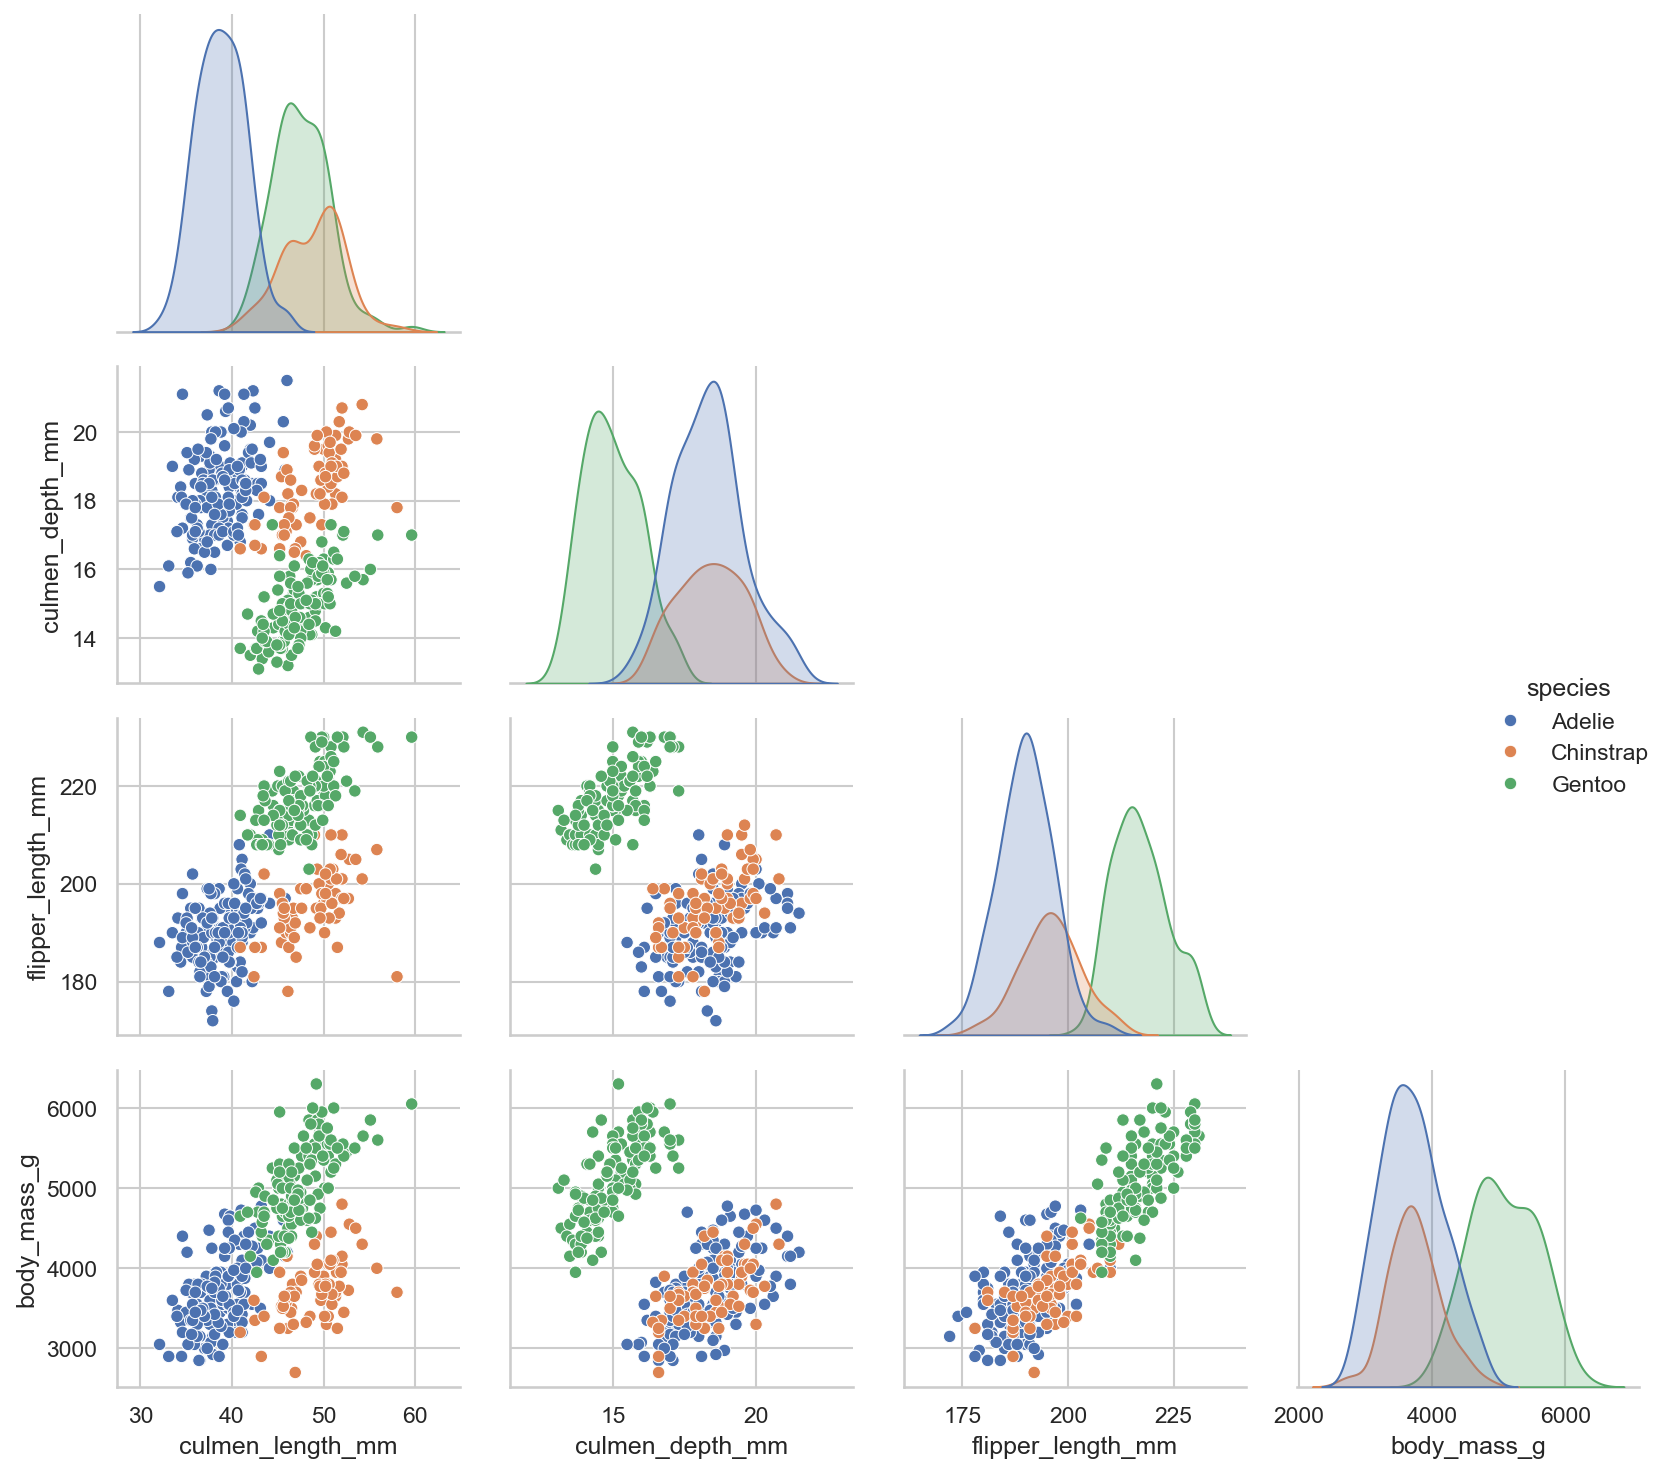 culmen_depth_mm
20
18
16
14
species
Adelie
Chinstrap
Gentoo
flipper_length_mm
220
200
180
body_mass_g
6000
5000
4000
3000
30 40 50 60
culmen_length_mm
15 20
culmen_depth_mm
175 200 225
flipper_length_mm
2000 4000 6000
body_mass_g